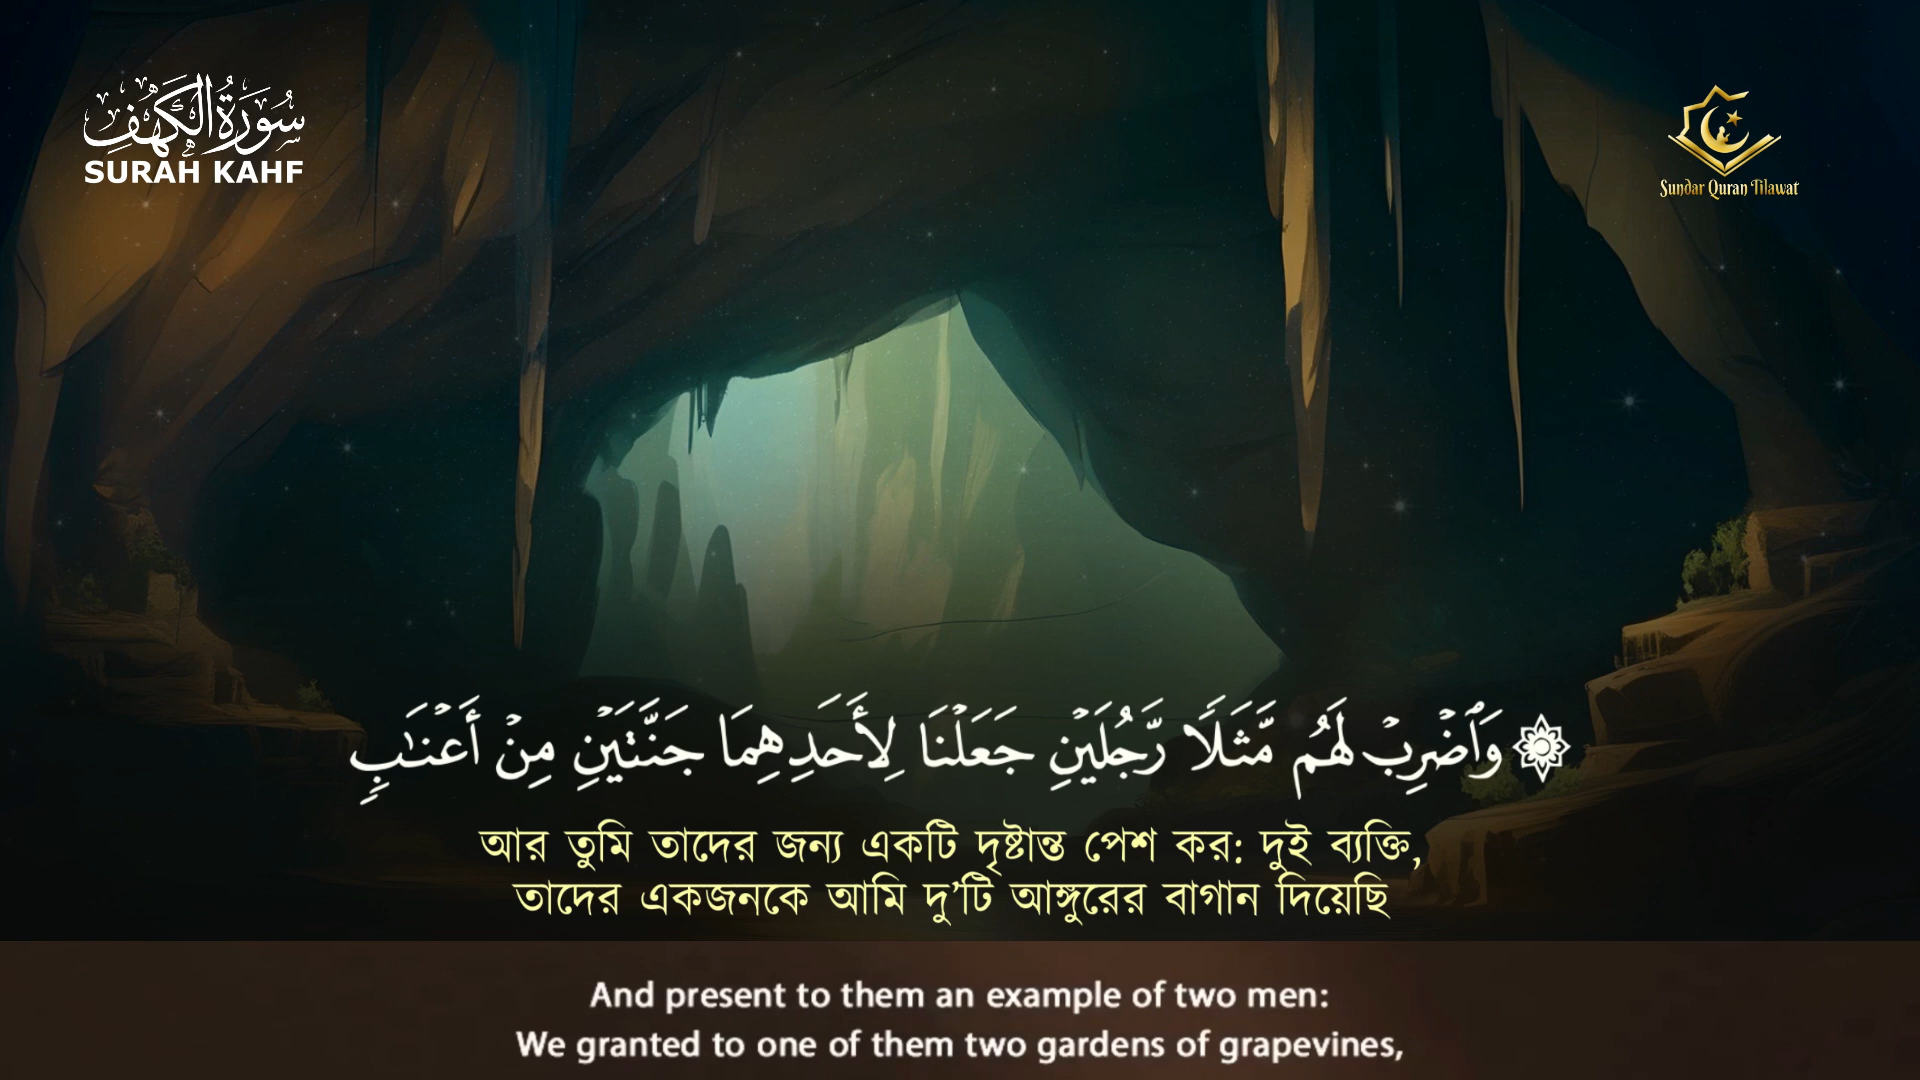 سُورَةُ الْكَهْفِ
SURAH KAHF
Sundar Quran Tilawat
۞ وَٱضْرِبْ لَهُم مَّثَلًا رَّجُلَيْنِ جَعَلْنَا لِأَحَدِهِمَا جَنَّتَيْنِ مِنْ أَعْنَـٰبٍ
আর তুমি তাদের জন্য একটি দৃষ্টান্ত পেশ কর: দুই ব্যক্তি,
তাদের একজনকে আমি দু’টি আঙ্গুরের বাগান দিয়েছি
And present to them an example of two men:
We granted to one of them two gardens of grapevines,